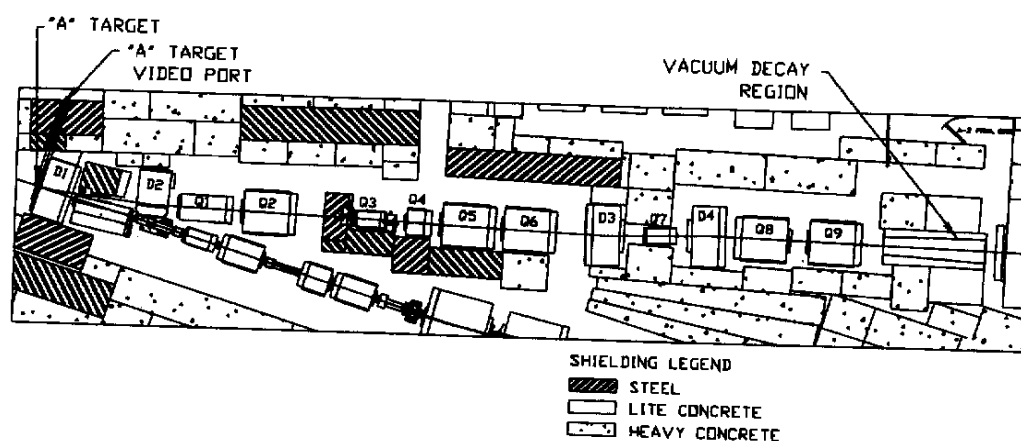 "A" TARGET
"A" TARGET
VIDEO PORT
VACUUM DECAY
REGION
D1
D2
Q1
Q2
Q3
Q4
Q5
Q6
D3
Q7
D4
Q8
Q9
SHIELDING LEGEND
STEEL
LITE CONCRETE
HEAVY CONCRETE